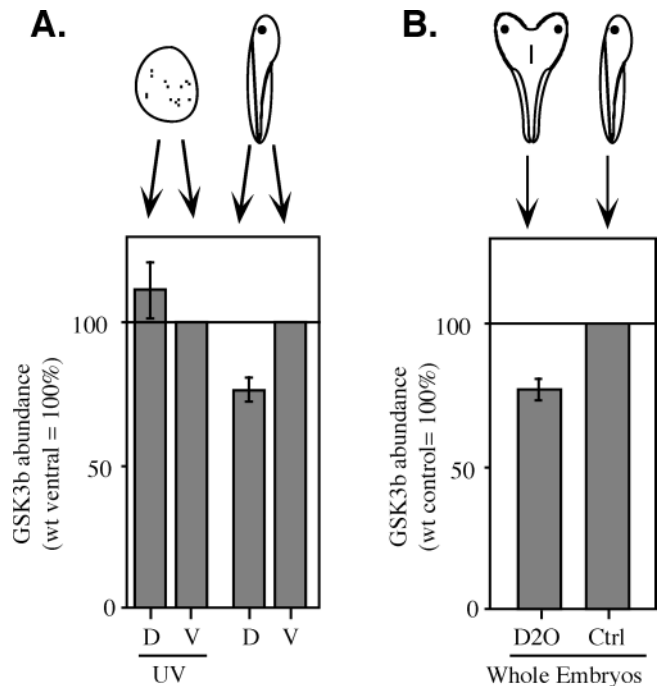 A.
B.
GSK3b abundance
(wt ventral = 100%)
100
50
0
D V D V
UV
GSK3b abundance
(wt control= 100%)
100
50
0
D2O Ctrl
Whole Embryos